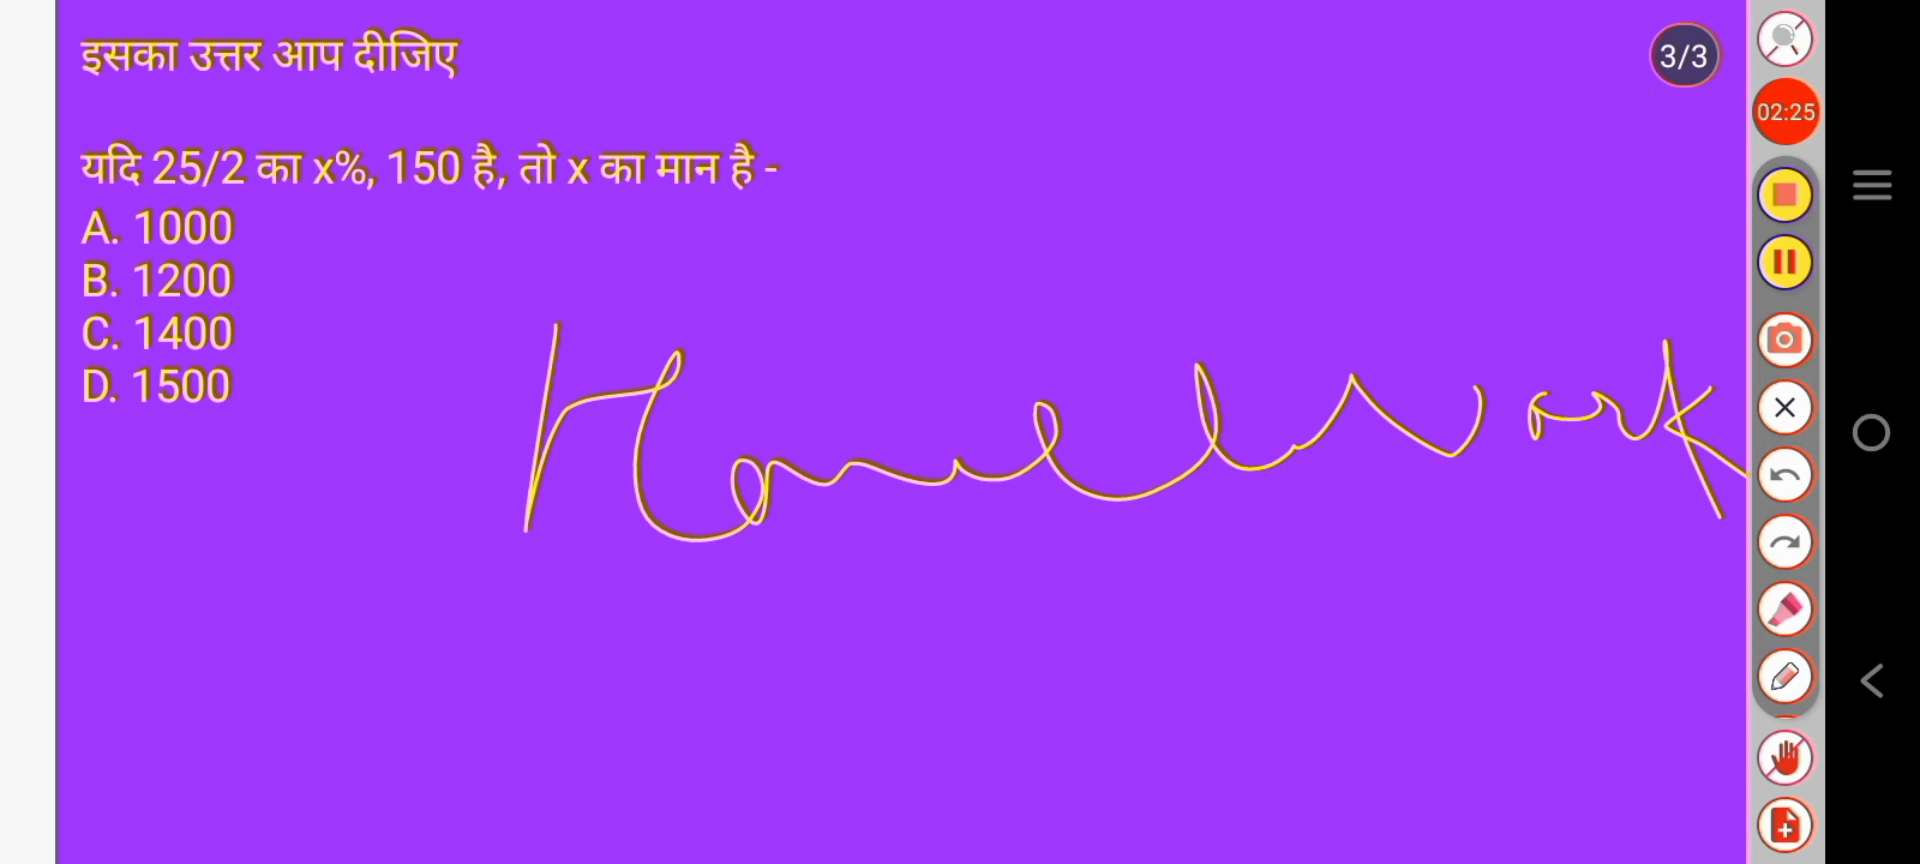 इसका उत्तर आप दीजिए
3/3
02:25
यदि 25/2 का x%, 150 है, तो x का मान है -
A. 1000
B. 1200
C. 1400
D. 1500
Homework